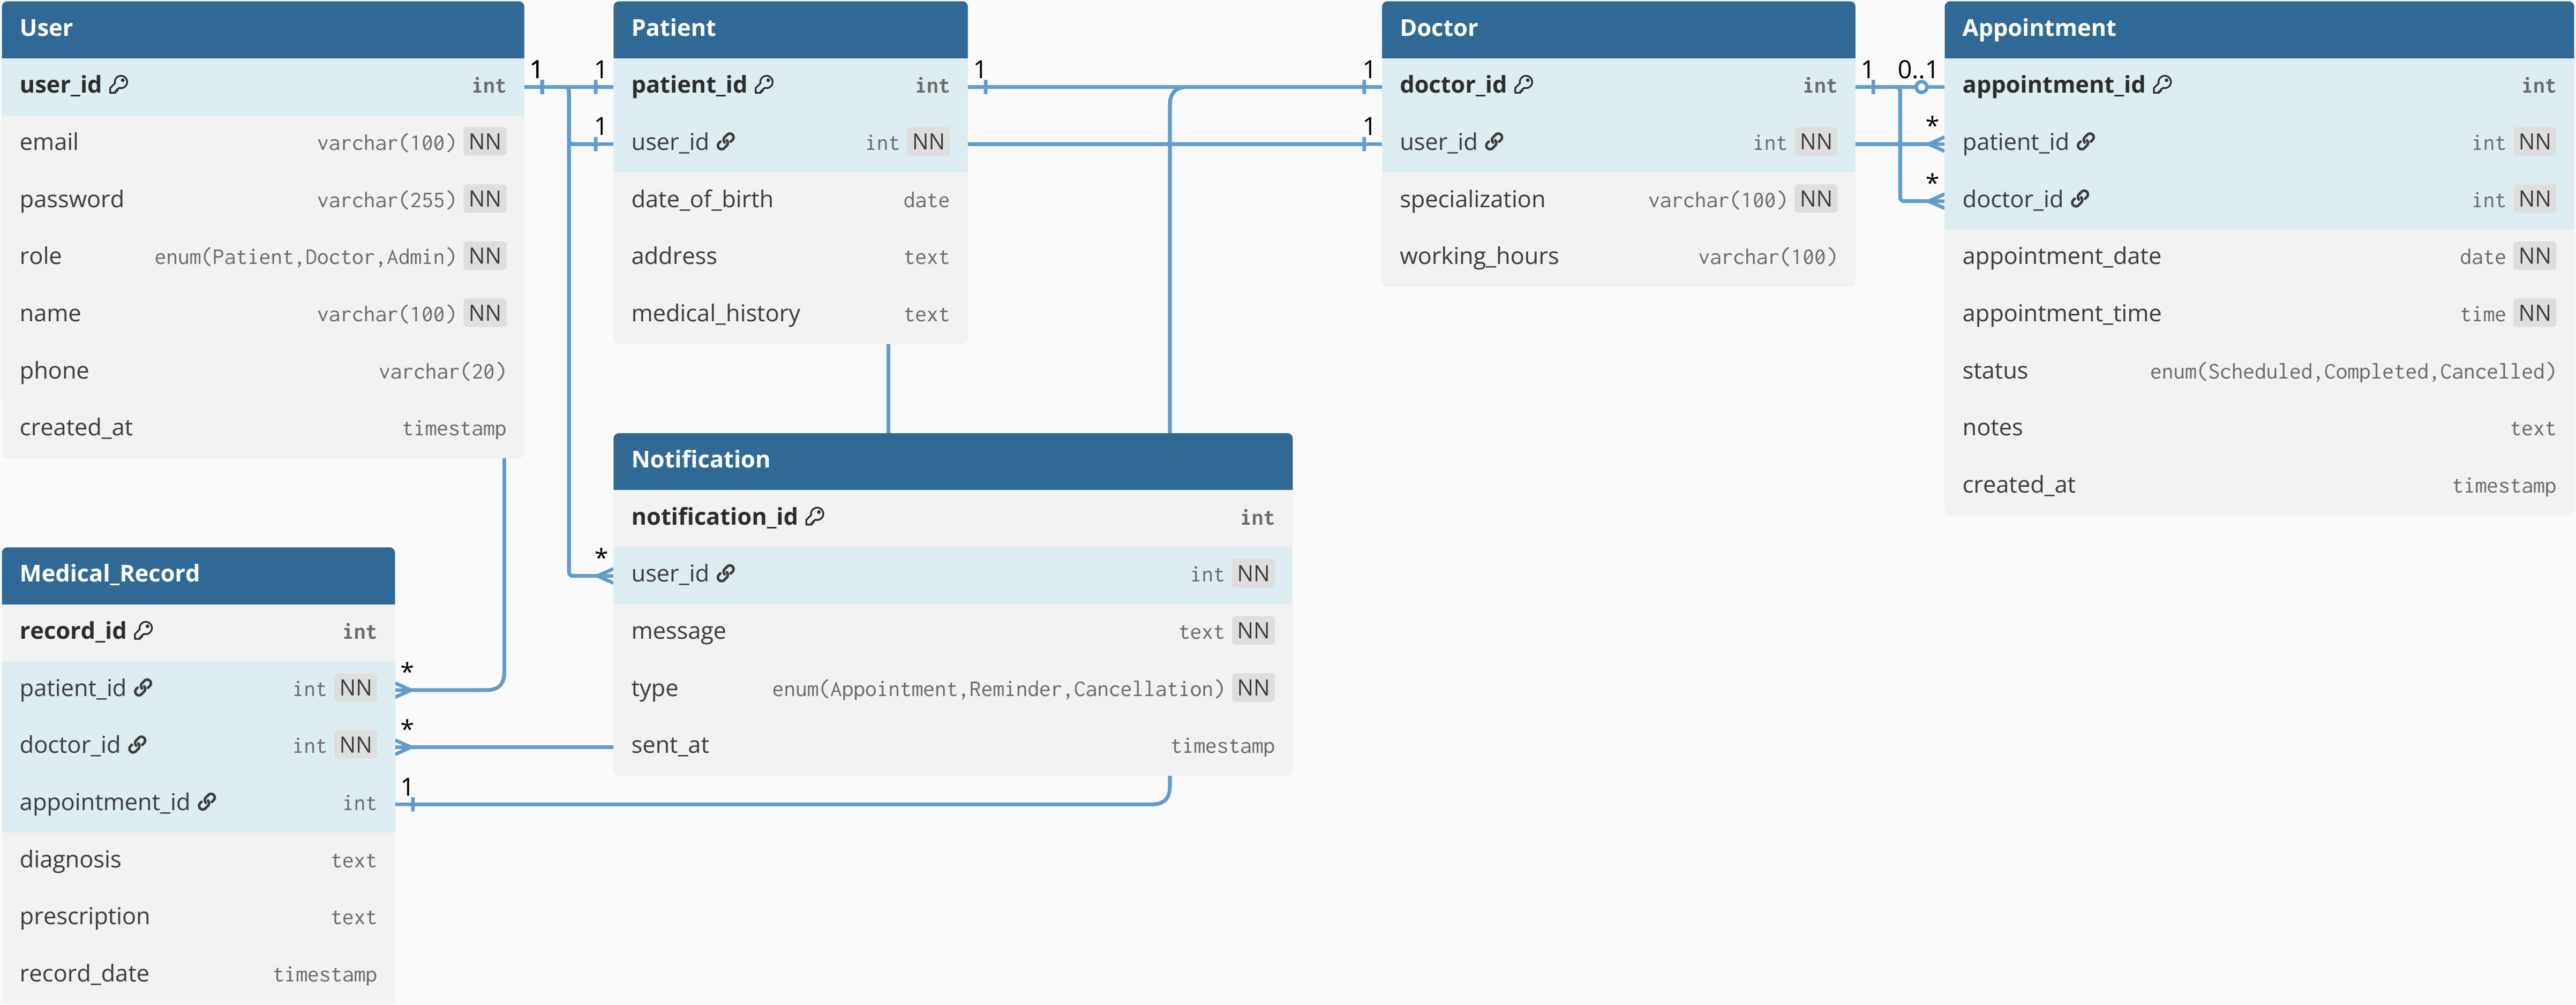 User
user_id int
email varchar(100) NN
password varchar(255) NN
role enum(Patient,Doctor,Admin) NN
name varchar(100) NN
phone varchar(20)
created_at timestamp
1 1
1
Patient
patient_id int
user_id int NN
date_of_birth date
address text
medical_history text
1 1
1
Doctor
doctor_id int
user_id int NN
specialization varchar(100) NN
working_hours varchar(100)
1 0..1
*
*
Appointment
appointment_id int
patient_id int NN
doctor_id int NN
appointment_date date NN
appointment_time time NN
status enum(Scheduled,Completed,Cancelled)
notes text
created_at timestamp
Notification
notification_id int
*
user_id int NN
message text NN
type enum(Appointment,Reminder,Cancellation) NN
sent_at timestamp
Medical_Record
record_id int
patient_id int NN *
doctor_id int NN *
appointment_id int 1
diagnosis text
prescription text
record_date timestamp